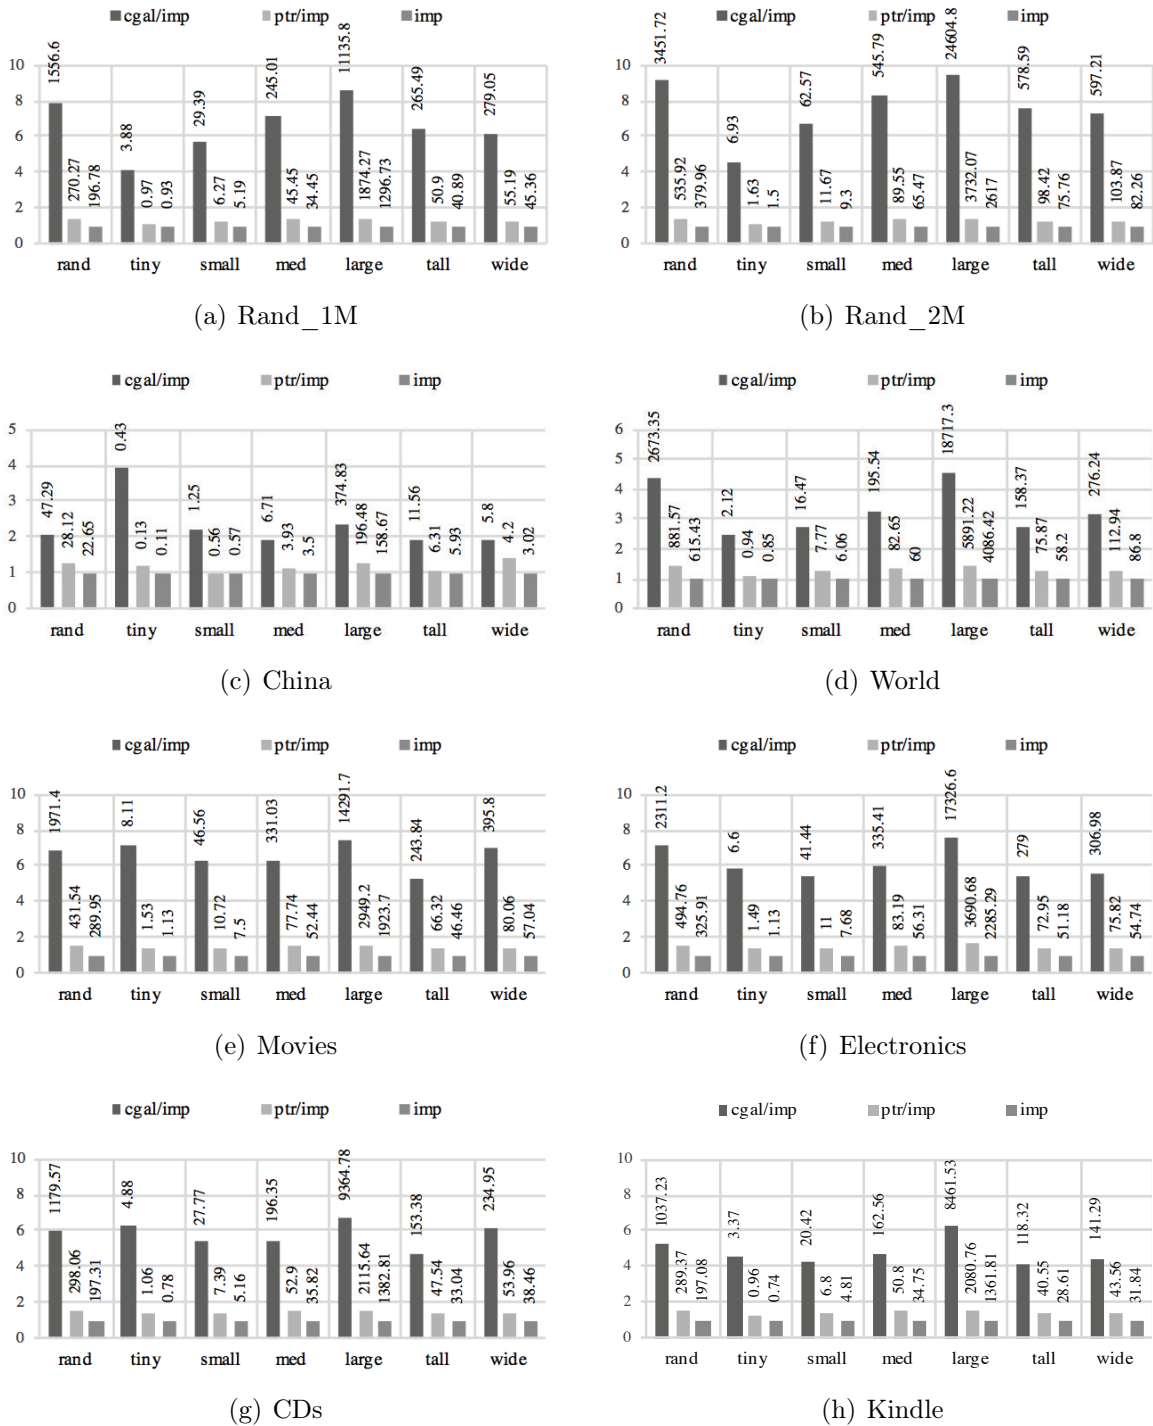 cgal/imp ptr/imp imp
1556.6 270.27 196.78 3.88 0.97 0.93 29.39 6.27 5.19 245.01 45.45 34.45 11135.8 1874.27 1296.73 265.49 50.9 40.89 279.05 55.19 45.36
10
8
6
4
2
0
rand tiny small med large tall wide
(a) Rand_1M
cgal/imp ptr/imp imp
3451.72 535.92 379.96 6.93 1.63 1.5 62.57 11.67 9.3 545.79 89.55 65.47 24604.8 3732.07 2617 578.59 98.42 75.76 597.21 103.87 82.26
10
8
6
4
2
0
rand tiny small med large tall wide
(b) Rand_2M
cgal/imp ptr/imp imp
47.29 28.12 22.65 0.43 0.13 0.11 1.25 0.56 0.57 6.71 3.93 3.5 374.83 196.48 158.67 11.56 6.31 5.93 5.8 4.2 3.02
5
4
3
2
1
0
rand tiny small med large tall wide
(c) China
cgal/imp ptr/imp imp
2673.35 881.57 615.43 2.12 0.94 0.85 16.47 7.77 6.06 195.54 82.65 60 18717.3 5891.22 4086.42 158.37 75.87 58.2 276.24 112.94 86.8
6
5
4
3
2
1
0
rand tiny small med large tall wide
(d) World
cgal/imp ptr/imp imp
1971.4 431.54 289.95 8.11 1.53 1.13 46.56 10.72 7.5 331.03 77.74 52.44 14291.7 2949.2 1923.7 243.84 66.32 46.46 395.8 80.06 57.04
10
8
6
4
2
0
rand tiny small med large tall wide
(e) Movies
cgal/imp ptr/imp imp
2311.2 494.76 325.91 6.6 1.49 1.13 41.44 11 7.68 335.41 83.19 56.31 17326.6 3690.68 2285.29 279 72.95 51.18 306.98 75.82 54.74
10
8
6
4
2
0
rand tiny small med large tall wide
(f) Electronics
cgal/imp ptr/imp imp
1179.57 298.06 197.31 4.88 1.06 0.78 27.77 7.39 5.16 196.35 52.9 35.82 9364.78 2115.64 1382.81 153.38 47.54 33.04 234.95 53.96 38.46
10
8
6
4
2
0
rand tiny small med large tall wide
(g) CDs
cgal/imp ptr/imp imp
1037.23 289.37 197.08 3.37 0.96 0.74 20.42 6.8 4.81 162.56 50.8 34.75 8461.53 2080.76 1361.81 118.32 40.55 28.61 141.29 43.56 31.84
10
8
6
4
2
0
rand tiny small med large tall wide
(h) Kindle